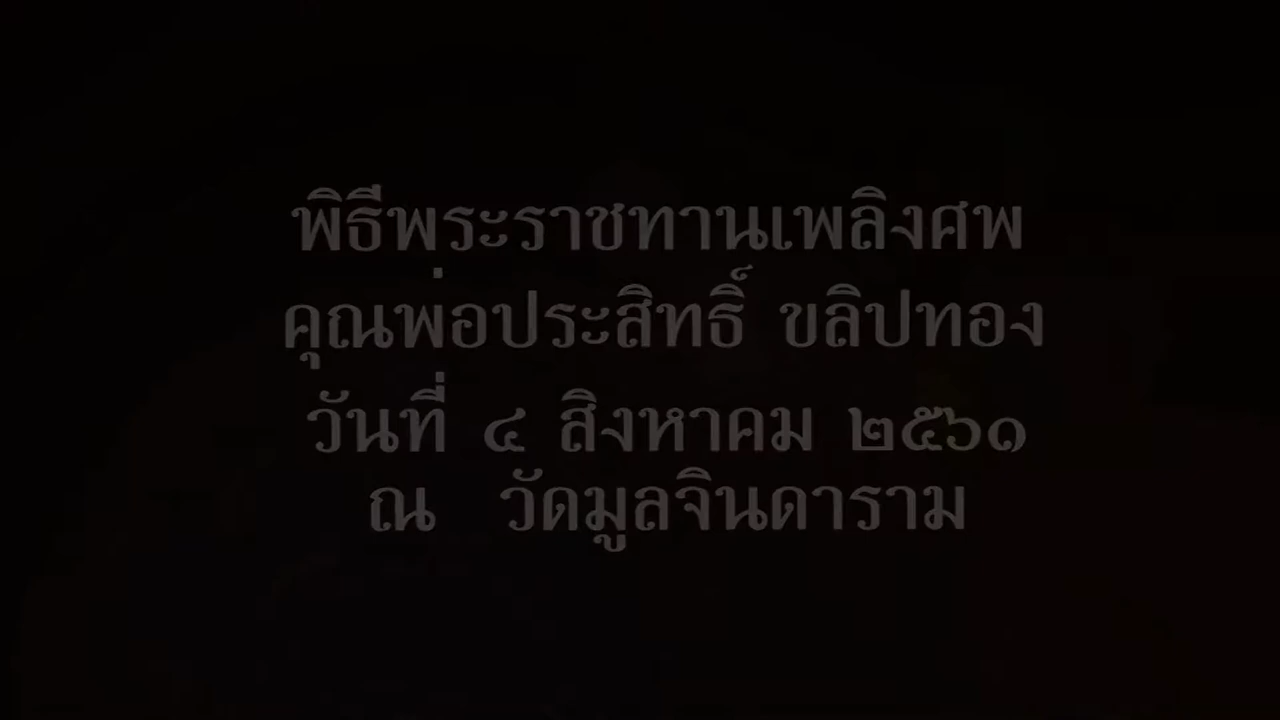 พิธีพระราชทานเพลิงศพ
คุณพ่อประสิทธิ์ ขลิปทอง
วันที่ ๔ สิงหาคม ๒๕๖๑
ณ วัดมูลจินดาราม